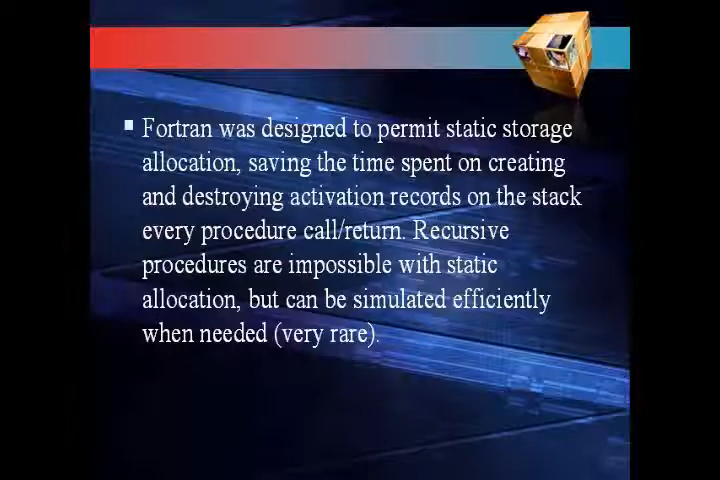 Fortran was designed to permit static storage
allocation, saving the time spent on creating
and destroying activation records on the stack
every procedure call/return. Recursive
procedures are impossible with static
allocation, but can be simulated efficiently
when needed (very rare).